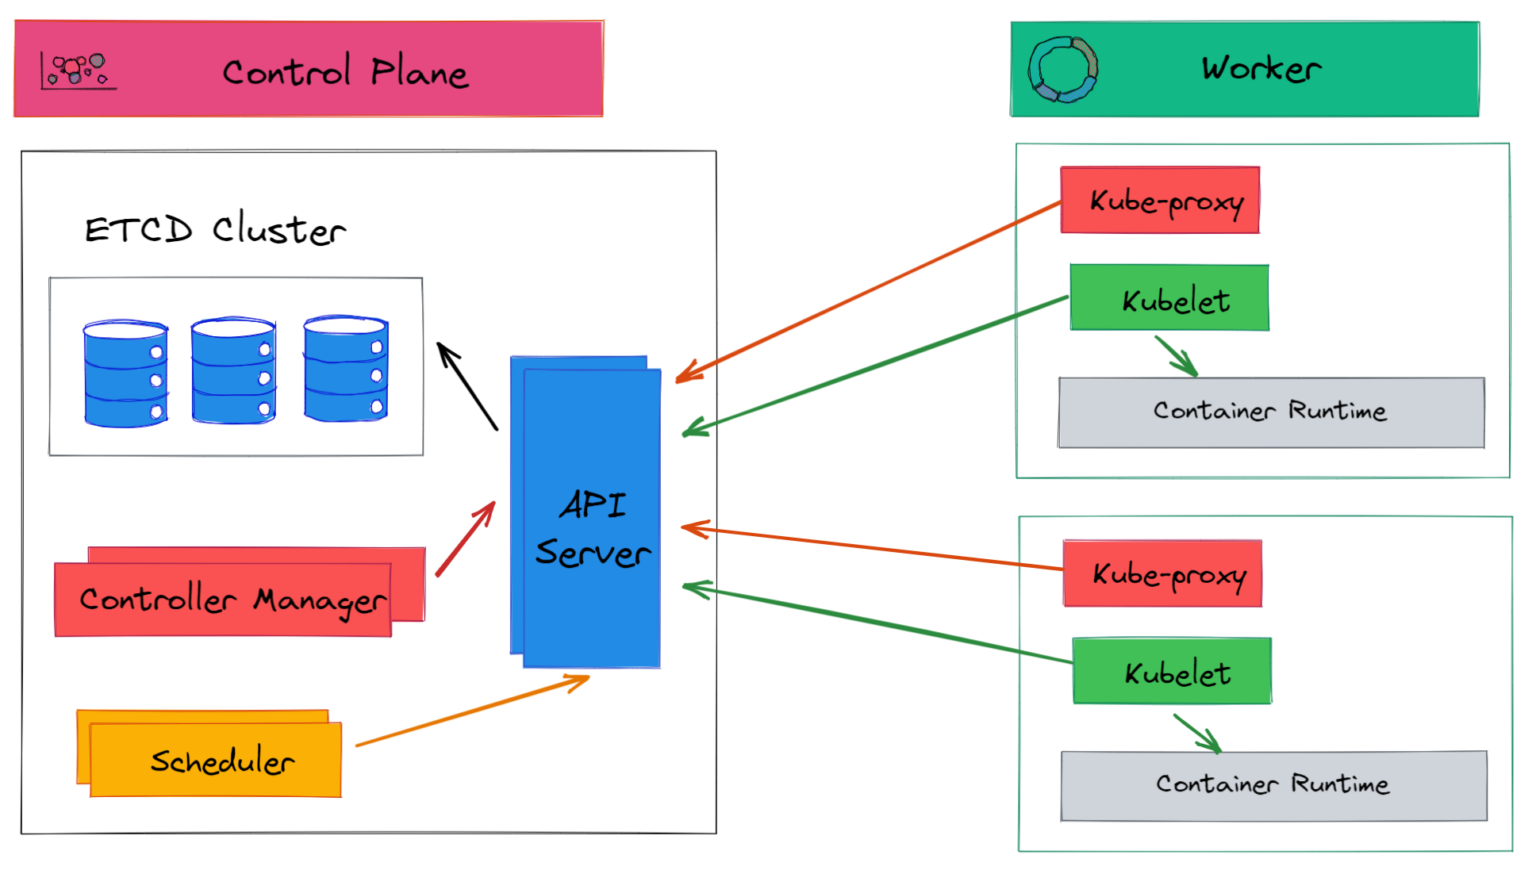 Control Plane
Worker
ETCD Cluster
API
Server
Controller Manager
Scheduler
Kube-proxy
Kubelet
Container Runtime
Kube-proxy
Kubelet
Container Runtime